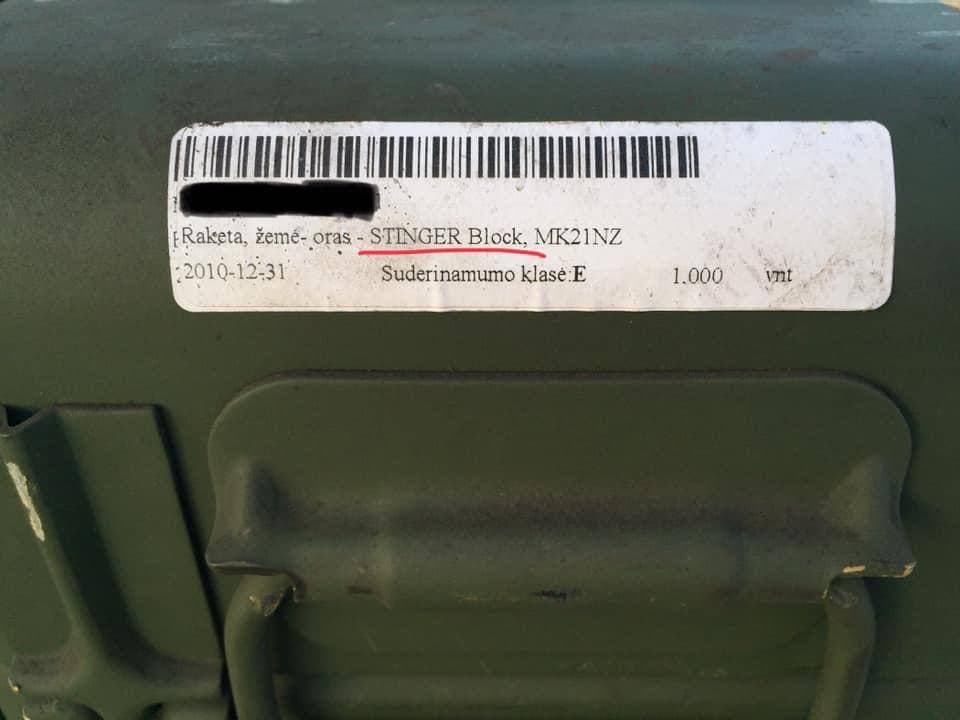 Raketa, žemė- oras - STINGER Block, MK21NZ
2010-12-31 Suderinamumo klasė:E 1.000 vnt